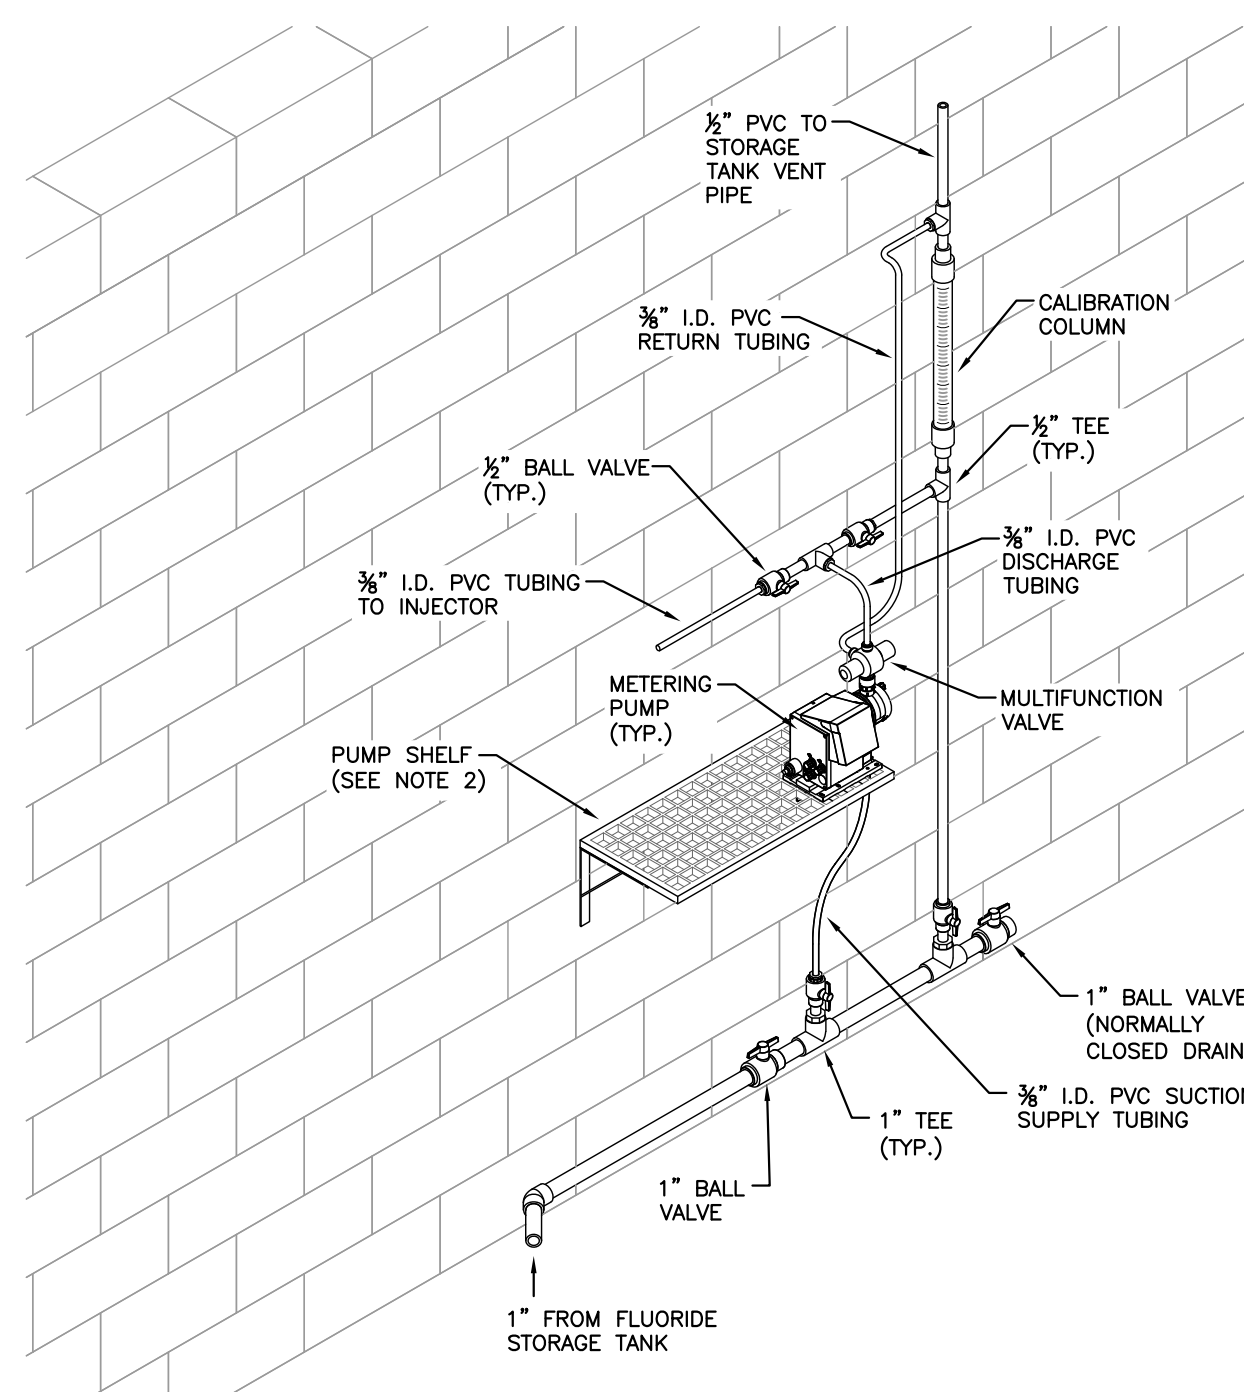 ½” PVC TO
STORAGE
TANK VENT
PIPE
⅜” I.D. PVC
RETURN TUBING
CALIBRATION
COLUMN
½” TEE
(TYP.)
½” BALL VALVE
(TYP.)
⅜” I.D. PVC
DISCHARGE
TUBING
⅜” I.D. PVC TUBING
TO INJECTOR
METERING
PUMP
(TYP.)
MULTIFUNCTION
VALVE
PUMP SHELF
(SEE NOTE 2)
1” BALL VALVE
(NORMALLY
CLOSED DRAIN
⅜” I.D. PVC SUCTION
SUPPLY TUBING
1” TEE
(TYP.)
1” BALL
VALVE
1” FROM FLUORIDE
STORAGE TANK